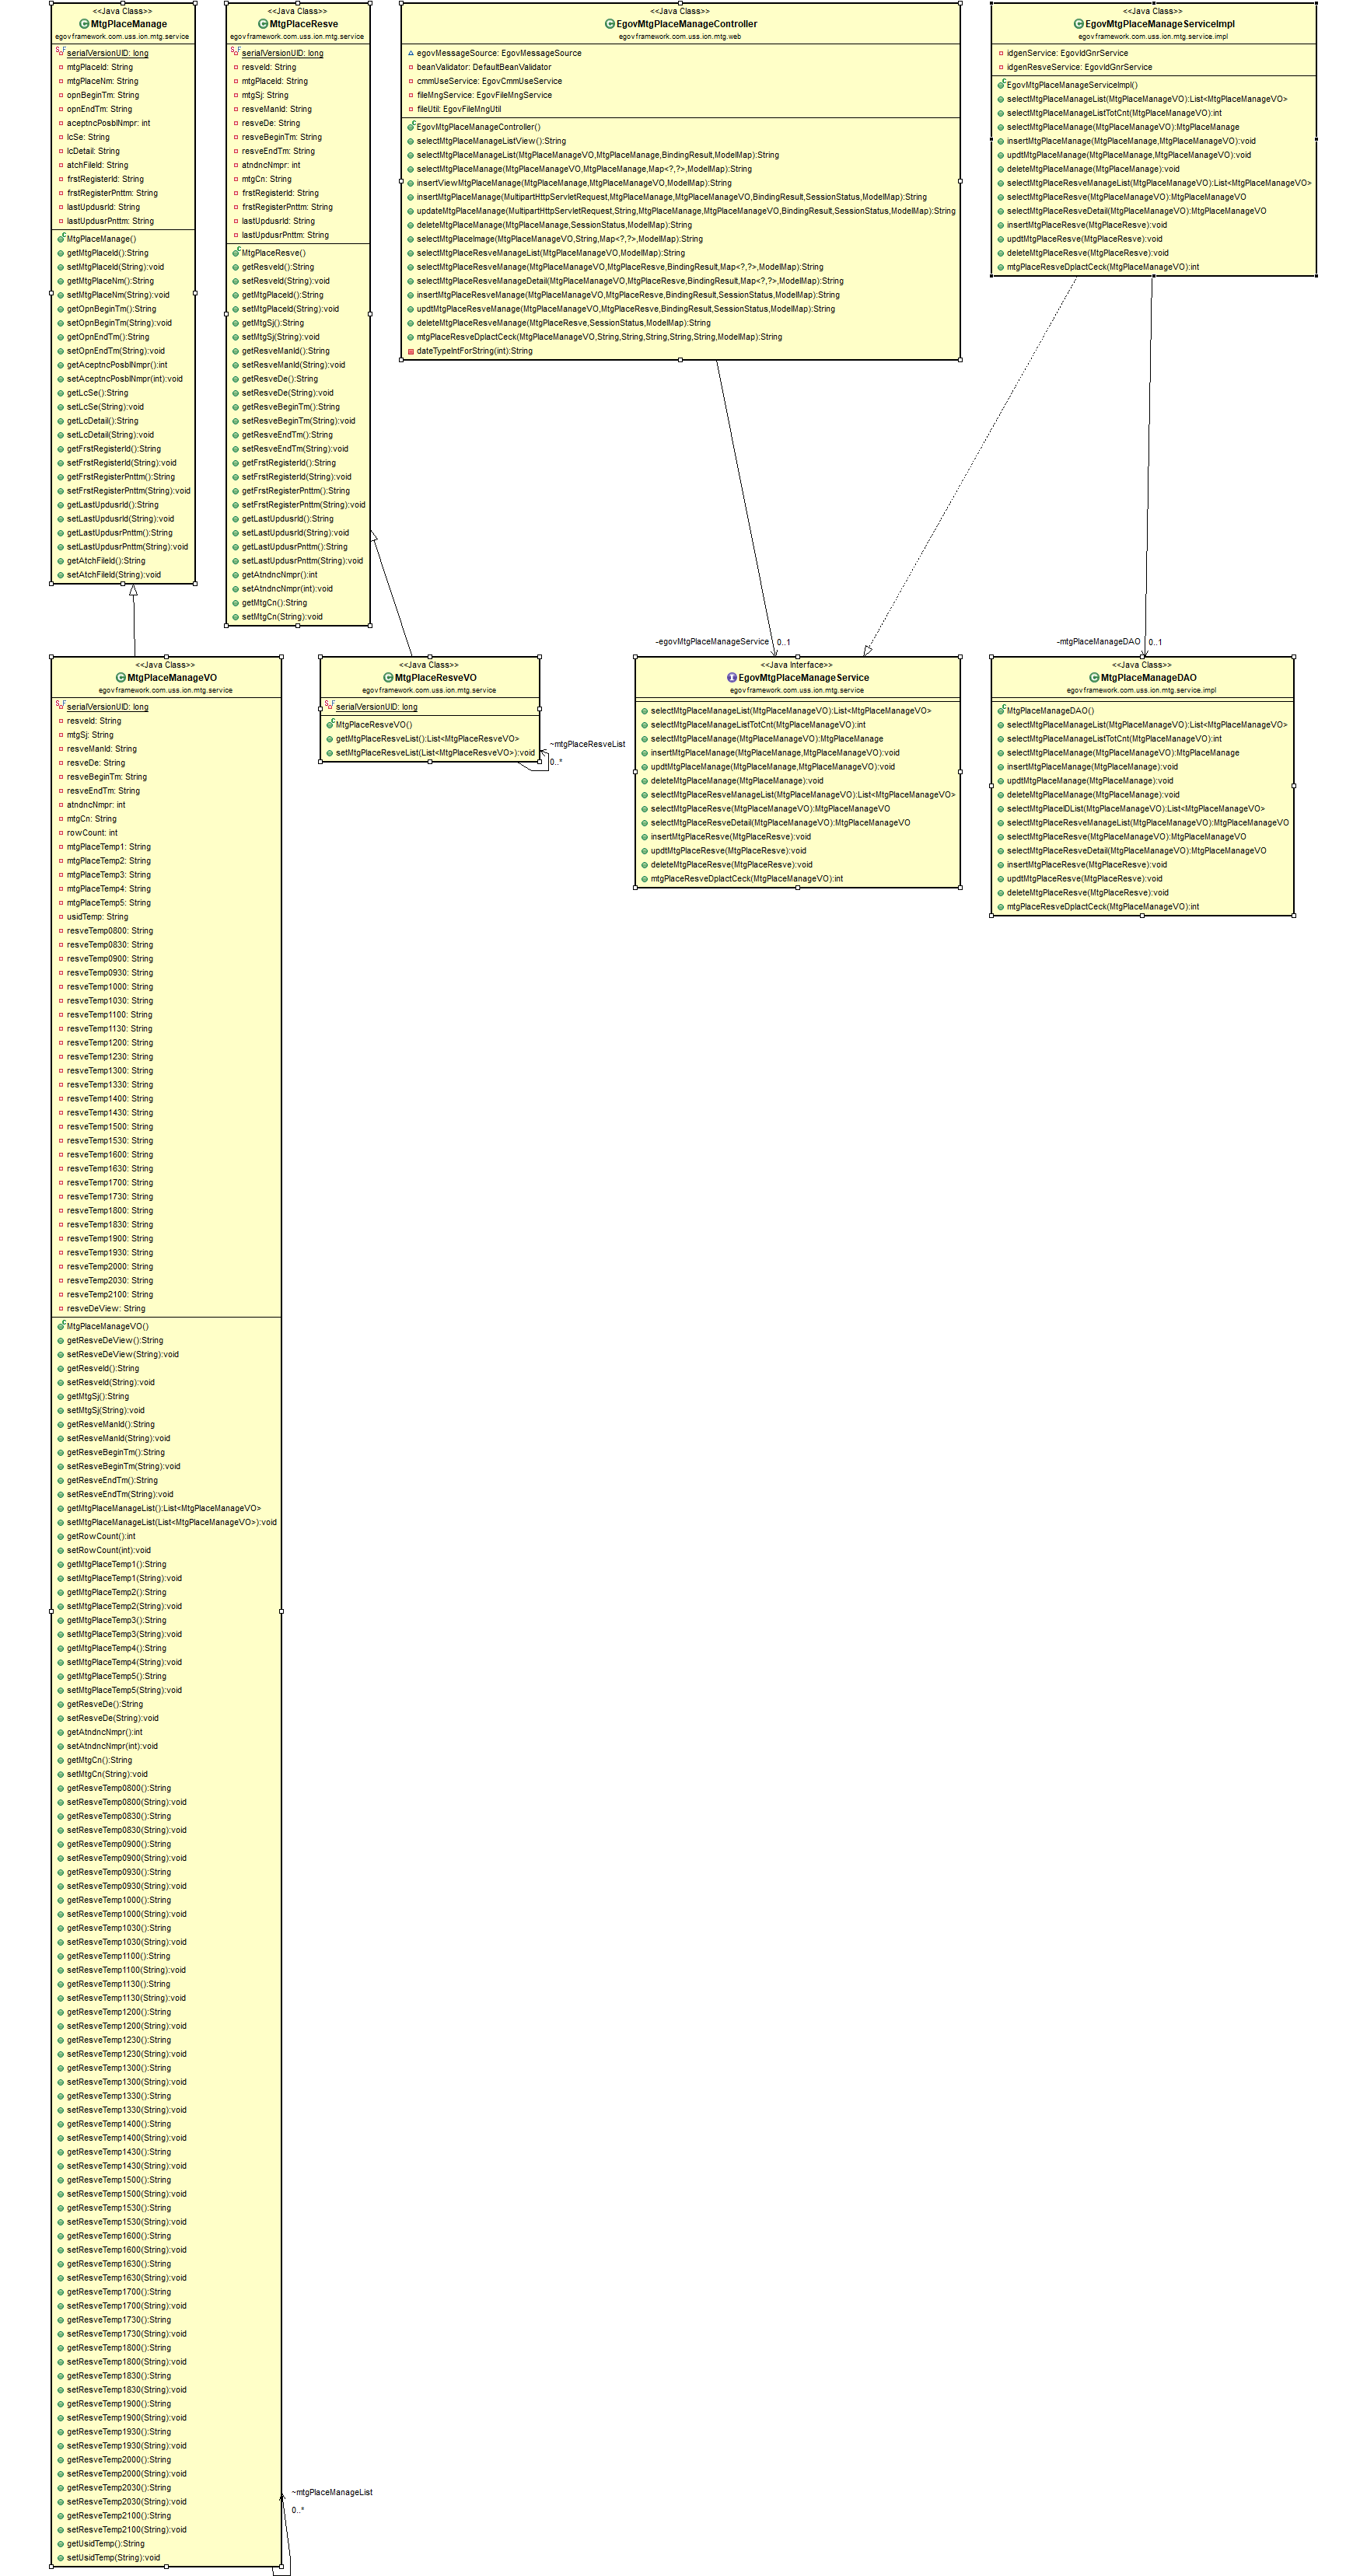 <<Java Class>>
MtgPlaceManage
egovframework.com.uss.ion.mtg.service
serialVersionUID: long
mtgPlaceId: String
mtgPlaceNm: String
opnBeginTm: String
opnEndTm: String
aceptncPosblNmpr: int
lcSe: String
lcDetail: String
atchFileId: String
frstRegisterId: String
frstRegisterPnttm: String
lastUpdusrId: String
lastUpdusrPnttm: String
MtgPlaceManage()
getMtgPlaceId():String
setMtgPlaceId(String):void
getMtgPlaceNm():String
setMtgPlaceNm(String):void
getOpnBeginTm():String
setOpnBeginTm(String):void
getOpnEndTm():String
setOpnEndTm(String):void
getAceptncPosblNmpr():int
setAceptncPosblNmpr(int):void
getLcSe():String
setLcSe(String):void
getLcDetail():String
setLcDetail(String):void
getFrstRegisterId():String
setFrstRegisterId(String):void
getFrstRegisterPnttm():String
setFrstRegisterPnttm(String):void
getLastUpdusrId():String
setLastUpdusrId(String):void
getLastUpdusrPnttm():String
setLastUpdusrPnttm(String):void
getAtchFileId():String
setAtchFileId(String):void
<<Java Class>>
MtgPlaceResve
egovframework.com.uss.ion.mtg.service
serialVersionUID: long
resveId: String
mtgPlaceId: String
mtgSj: String
resveManId: String
resveDe: String
resveBeginTm: String
resveEndTm: String
atndncNmpr: int
mtgCn: String
frstRegisterId: String
frstRegisterPnttm: String
lastUpdusrId: String
lastUpdusrPnttm: String
MtgPlaceResve()
getResveId():String
setResveId(String):void
getMtgPlaceId():String
setMtgPlaceId(String):void
getMtgSj():String
setMtgSj(String):void
getResveManId():String
setResveManId(String):void
getResveDe():String
setResveDe(String):void
getResveBeginTm():String
setResveBeginTm(String):void
getResveEndTm():String
setResveEndTm(String):void
getFrstRegisterId():String
setFrstRegisterId(String):void
getFrstRegisterPnttm():String
setFrstRegisterPnttm(String):void
getLastUpdusrId():String
setLastUpdusrId(String):void
getLastUpdusrPnttm():String
setLastUpdusrPnttm(String):void
getAtndncNmpr():int
setAtndncNmpr(int):void
getMtgCn():String
setMtgCn(String):void
<<Java Class>>
EgovMtgPlaceManageController
egovframework.com.uss.ion.mtg.web
egovMessageSource: EgovMessageSource
beanValidator: DefaultBeanValidator
cmmUseService: EgovCmmUseService
fileMngService: EgovFileMngService
fileUtil: EgovFileMngUtil
EgovMtgPlaceManageController()
selectMtgPlaceManageListView():String
selectMtgPlaceManageList(MtgPlaceManageVO,MtgPlaceManage,BindingResult,ModelMap):String
selectMtgPlaceManage(MtgPlaceManageVO,MtgPlaceManage,Map<?,?>,ModelMap):String
insertViewMtgPlaceManage(MtgPlaceManage,MtgPlaceManageVO,ModelMap):String
insertMtgPlaceManage(MultipartHttpServletRequest,MtgPlaceManage,MtgPlaceManageVO,BindingResult,SessionStatus,ModelMap):String
updateMtgPlaceManage(MultipartHttpServletRequest,String,MtgPlaceManage,MtgPlaceManageVO,BindingResult,SessionStatus,ModelMap):String
deleteMtgPlaceManage(MtgPlaceManage,SessionStatus,ModelMap):String
selectMtgPlaceImage(MtgPlaceManageVO,String,Map<?,?>,ModelMap):String
selectMtgPlaceResveManageList(MtgPlaceManageVO,ModelMap):String
selectMtgPlaceResveManage(MtgPlaceManageVO,MtgPlaceResve,BindingResult,Map<?,?>,ModelMap):String
selectMtgPlaceResveManageDetail(MtgPlaceManageVO,MtgPlaceResve,BindingResult,Map<?,?>,ModelMap):String
insertMtgPlaceResveManage(MtgPlaceManageVO,MtgPlaceResve,BindingResult,SessionStatus,ModelMap):String
updtMtgPlaceResveManage(MtgPlaceManageVO,MtgPlaceResve,BindingResult,SessionStatus,ModelMap):String
deleteMtgPlaceResveManage(MtgPlaceResve,SessionStatus,ModelMap):String
mtgPlaceResveDplactCeck(MtgPlaceManageVO,String,String,String,String,ModelMap):String
dateTypeIntForString(int):String
<<Java Class>>
EgovMtgPlaceManageServiceImpl
egovframework.com.uss.ion.mtg.service.impl
idgenService: EgovIdGnrService
idgenResveService: EgovIdGnrService
EgovMtgPlaceManageServiceImpl()
selectMtgPlaceManageList(MtgPlaceManageVO):List<MtgPlaceManageVO>
selectMtgPlaceManageListTotCnt(MtgPlaceManageVO):int
selectMtgPlaceManage(MtgPlaceManageVO):MtgPlaceManage
insertMtgPlaceManage(MtgPlaceManage,MtgPlaceManageVO):void
updtMtgPlaceManage(MtgPlaceManage,MtgPlaceManageVO):void
deleteMtgPlaceManage(MtgPlaceManage):void
selectMtgPlaceResveManageList(MtgPlaceManageVO):List<MtgPlaceManageVO>
selectMtgPlaceResve(MtgPlaceManageVO):MtgPlaceManageVO
selectMtgPlaceResveDetail(MtgPlaceManageVO):MtgPlaceManageVO
insertMtgPlaceResve(MtgPlaceResve):void
updtMtgPlaceResve(MtgPlaceResve):void
deleteMtgPlaceResve(MtgPlaceResve):void
mtgPlaceResveDplactCeck(MtgPlaceManageVO):int
-egovMtgPlaceManageService
0..1
-mtgPlaceManageDAO
0..1
<<Java Class>>
MtgPlaceManageVO
egovframework.com.uss.ion.mtg.service
serialVersionUID: long
resveId: String
mtgSj: String
resveManId: String
resveDe: String
resveBeginTm: String
resveEndTm: String
atndncNmpr: int
mtgCn: String
rowCount: int
mtgPlaceTemp1: String
mtgPlaceTemp2: String
mtgPlaceTemp3: String
mtgPlaceTemp4: String
mtgPlaceTemp5: String
usidTemp: String
resveTemp0800: String
resveTemp0830: String
resveTemp0900: String
resveTemp0930: String
resveTemp1000: String
resveTemp1030: String
resveTemp1100: String
resveTemp1130: String
resveTemp1200: String
resveTemp1230: String
resveTemp1300: String
resveTemp1330: String
resveTemp1400: String
resveTemp1430: String
resveTemp1500: String
resveTemp1530: String
resveTemp1600: String
resveTemp1630: String
resveTemp1700: String
resveTemp1730: String
resveTemp1800: String
resveTemp1830: String
resveTemp1900: String
resveTemp1930: String
resveTemp2000: String
resveTemp2030: String
resveTemp2100: String
resveDeView: String
MtgPlaceManageVO()
getResveDeView():String
setResveDeView(String):void
getResveId():String
setResveId(String):void
getMtgSj():String
setMtgSj(String):void
getResveManId():String
setResveManId(String):void
getResveBeginTm():String
setResveBeginTm(String):void
getResveEndTm():String
setResveEndTm(String):void
getMtgPlaceManageList():List<MtgPlaceManageVO>
setMtgPlaceManageList(List<MtgPlaceManageVO>):void
getRowCount():int
setRowCount(int):void
getMtgPlaceTemp1():String
setMtgPlaceTemp1(String):void
getMtgPlaceTemp2():String
setMtgPlaceTemp2(String):void
getMtgPlaceTemp3():String
setMtgPlaceTemp3(String):void
getMtgPlaceTemp4():String
setMtgPlaceTemp4(String):void
getMtgPlaceTemp5():String
setMtgPlaceTemp5(String):void
getResveDe():String
setResveDe(String):void
getAtndncNmpr():int
setAtndncNmpr(int):void
getMtgCn():String
setMtgCn(String):void
getResveTemp0800():String
setResveTemp0800(String):void
getResveTemp0830():String
setResveTemp0830(String):void
getResveTemp0900():String
setResveTemp0900(String):void
getResveTemp0930():String
setResveTemp0930(String):void
getResveTemp1000():String
setResveTemp1000(String):void
getResveTemp1030():String
setResveTemp1030(String):void
getResveTemp1100():String
setResveTemp1100(String):void
getResveTemp1130():String
setResveTemp1130(String):void
getResveTemp1200():String
setResveTemp1200(String):void
getResveTemp1230():String
setResveTemp1230(String):void
getResveTemp1300():String
setResveTemp1300(String):void
getResveTemp1330():String
setResveTemp1330(String):void
getResveTemp1400():String
setResveTemp1400(String):void
getResveTemp1430():String
setResveTemp1430(String):void
getResveTemp1500():String
setResveTemp1500(String):void
getResveTemp1530():String
setResveTemp1530(String):void
getResveTemp1600():String
setResveTemp1600(String):void
getResveTemp1630():String
setResveTemp1630(String):void
getResveTemp1700():String
setResveTemp1700(String):void
getResveTemp1730():String
setResveTemp1730(String):void
getResveTemp1800():String
setResveTemp1800(String):void
getResveTemp1830():String
setResveTemp1830(String):void
getResveTemp1900():String
setResveTemp1900(String):void
getResveTemp1930():String
setResveTemp1930(String):void
getResveTemp2000():String
setResveTemp2000(String):void
getResveTemp2030():String
setResveTemp2030(String):void
getResveTemp2100():String
setResveTemp2100(String):void
getUsidTemp():String
setUsidTemp(String):void
~mtgPlaceManageList
0..*
<<Java Class>>
MtgPlaceResveVO
egovframework.com.uss.ion.mtg.service
serialVersionUID: long
MtgPlaceResveVO()
getMtgPlaceResveList():List<MtgPlaceResveVO>
setMtgPlaceResveList(List<MtgPlaceResveVO>):void
~mtgPlaceResveList
0..*
<<Java Interface>>
EgovMtgPlaceManageService
egovframework.com.uss.ion.mtg.service
selectMtgPlaceManageList(MtgPlaceManageVO):List<MtgPlaceManageVO>
selectMtgPlaceManageListTotCnt(MtgPlaceManageVO):int
selectMtgPlaceManage(MtgPlaceManageVO):MtgPlaceManage
insertMtgPlaceManage(MtgPlaceManage,MtgPlaceManageVO):void
updtMtgPlaceManage(MtgPlaceManage,MtgPlaceManageVO):void
deleteMtgPlaceManage(MtgPlaceManage):void
selectMtgPlaceResveManageList(MtgPlaceManageVO):List<MtgPlaceManageVO>
selectMtgPlaceResve(MtgPlaceManageVO):MtgPlaceManageVO
selectMtgPlaceResveDetail(MtgPlaceManageVO):MtgPlaceManageVO
insertMtgPlaceResve(MtgPlaceResve):void
updtMtgPlaceResve(MtgPlaceResve):void
deleteMtgPlaceResve(MtgPlaceResve):void
mtgPlaceResveDplactCeck(MtgPlaceManageVO):int
<<Java Class>>
MtgPlaceManageDAO
egovframework.com.uss.ion.mtg.service.impl
MtgPlaceManageDAO()
selectMtgPlaceManageList(MtgPlaceManageVO):List<MtgPlaceManageVO>
selectMtgPlaceManageListTotCnt(MtgPlaceManageVO):int
selectMtgPlaceManage(MtgPlaceManageVO):MtgPlaceManage
insertMtgPlaceManage(MtgPlaceManage):void
updtMtgPlaceManage(MtgPlaceManage):void
deleteMtgPlaceManage(MtgPlaceManage):void
selectMtgPlaceIDList(MtgPlaceManageVO):List<MtgPlaceManageVO>
selectMtgPlaceResveManageList(MtgPlaceManageVO):MtgPlaceManageVO
selectMtgPlaceResve(MtgPlaceManageVO):MtgPlaceManageVO
selectMtgPlaceResveDetail(MtgPlaceManageVO):MtgPlaceManageVO
insertMtgPlaceResve(MtgPlaceResve):void
updtMtgPlaceResve(MtgPlaceResve):void
deleteMtgPlaceResve(MtgPlaceResve):void
mtgPlaceResveDplactCeck(MtgPlaceManageVO):int